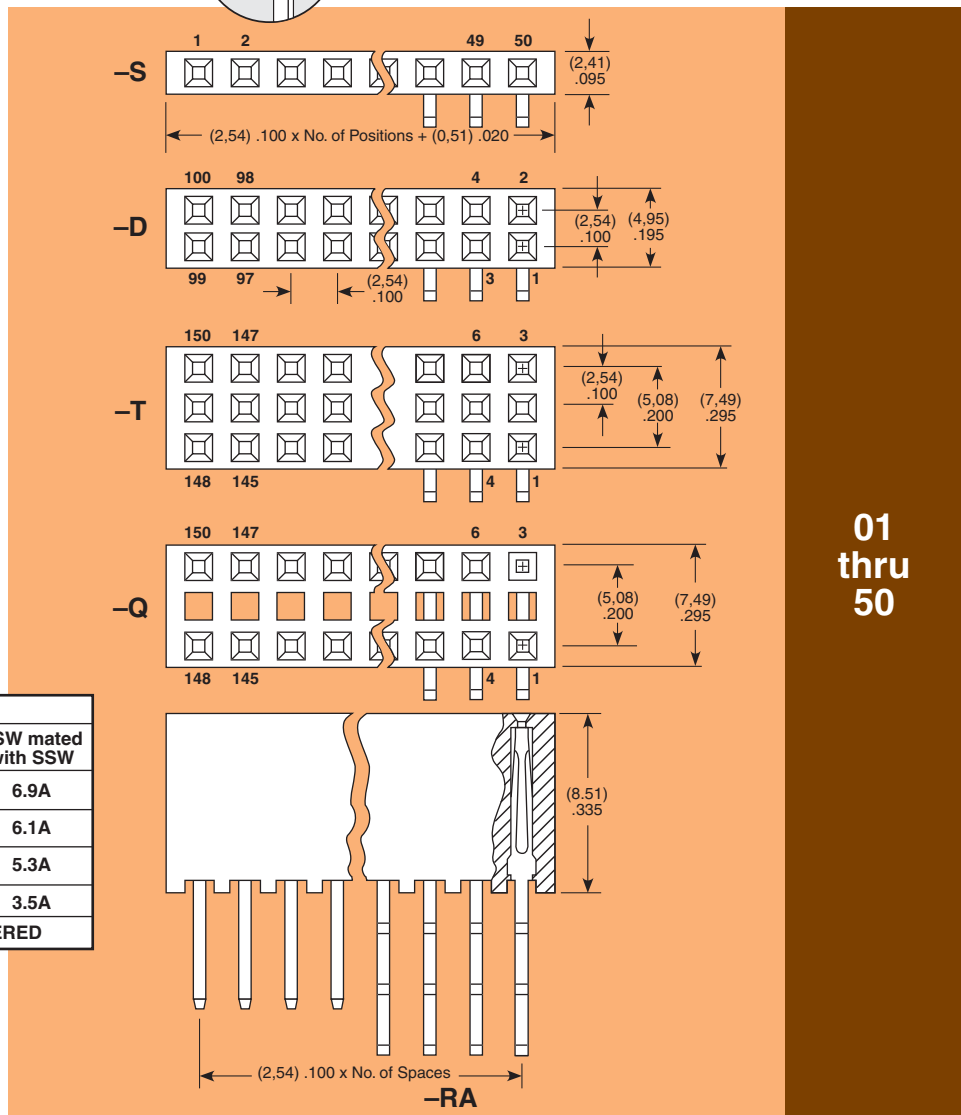 1 2 49 50
–S
(2,41)
.095
(2,54) .100 x No. of Positions + (0,51) .020
100 98 4 2
–D
(2,54)
.100
(4,95)
.195
99 97 3 1
(2,54)
.100
150 147 6 3
–T
(2,54)
.100
(5,08)
.200
(7,49)
.295
148 145 4 1
150 147 6 3
–Q
(5,08)
.200
(7,49)
.295
148 145 4 1
SW mated
with SSW
6.9A
6.1A
5.3A
3.5A
ERED
(8.51)
.335
(2,54) .100 x No. of Spaces
–RA
01
thru
50